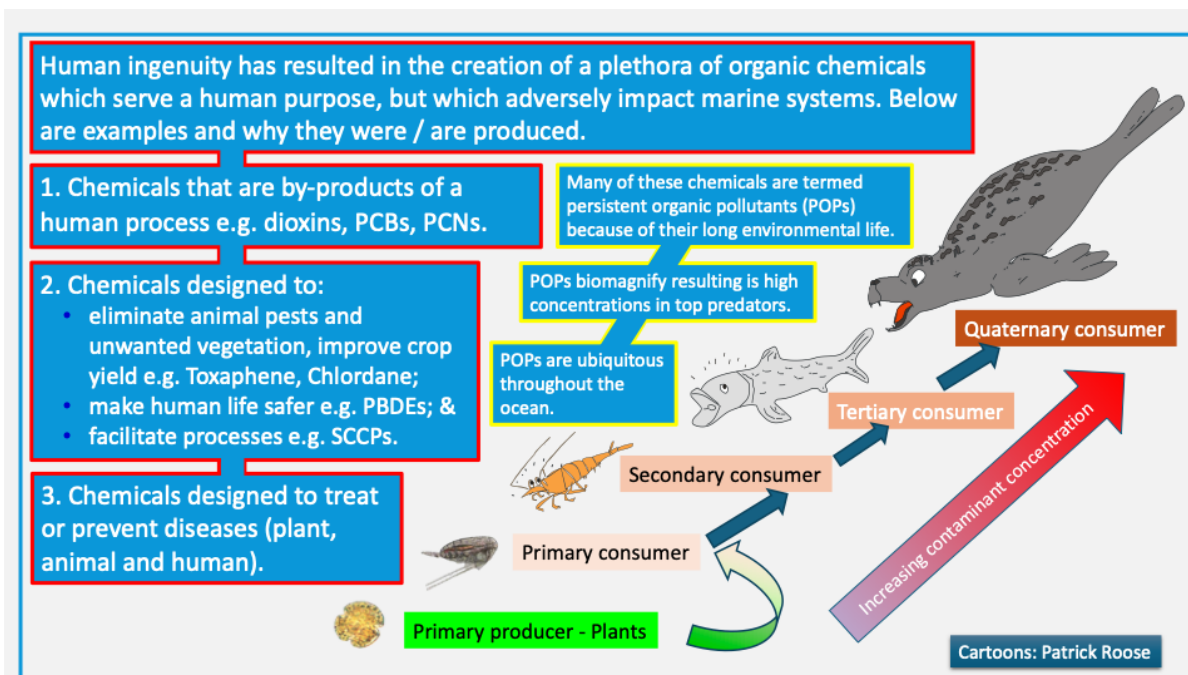 Human ingenuity has resulted in the creation of a plethora of organic chemicals
which serve a human purpose, but which adversely impact marine systems. Below
are examples and why they were / are produced.
1. Chemicals that are by-products of a
human process e.g. dioxins, PCBs, PCNs.
2. Chemicals designed to:
• eliminate animal pests and
unwanted vegetation, improve crop
yield e.g. Toxaphene, Chlordane;
• make human life safer e.g. PBDEs; &
• facilitate processes e.g. SCCPs.
3. Chemicals designed to treat
or prevent diseases (plant,
animal and human).
Many of these chemicals are termed
persistent organic pollutants (POPs)
because of their long environmental life.
POPs biomagnify resulting is high
concentrations in top predators.
POPs are ubiquitous
throughout the
ocean.
Quaternary consumer
Tertiary consumer
Secondary consumer
Primary consumer
Primary producer - Plants
Increasing contaminant concentration
Cartoons: Patrick Roose